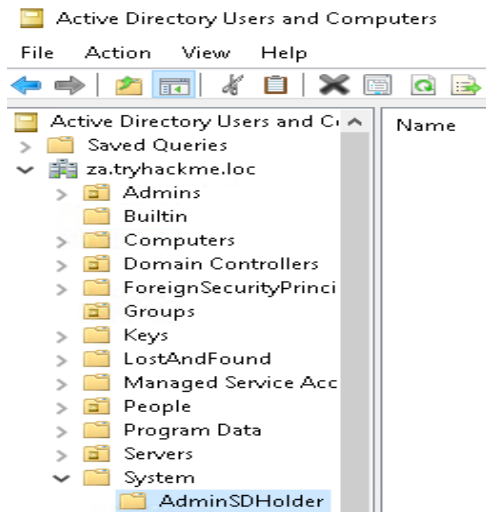 Active Directory Users and Computers
File Action View Help
Active Directory Users and Co
Name
Saved Queries
za.tryhackme.loc
Admins
Builtin
Computers
Domain Controllers
ForeignSecurityPrinci
Groups
Keys
LostAndFound
Managed Service Acc
People
Program Data
Servers
System
AdminSDHolder